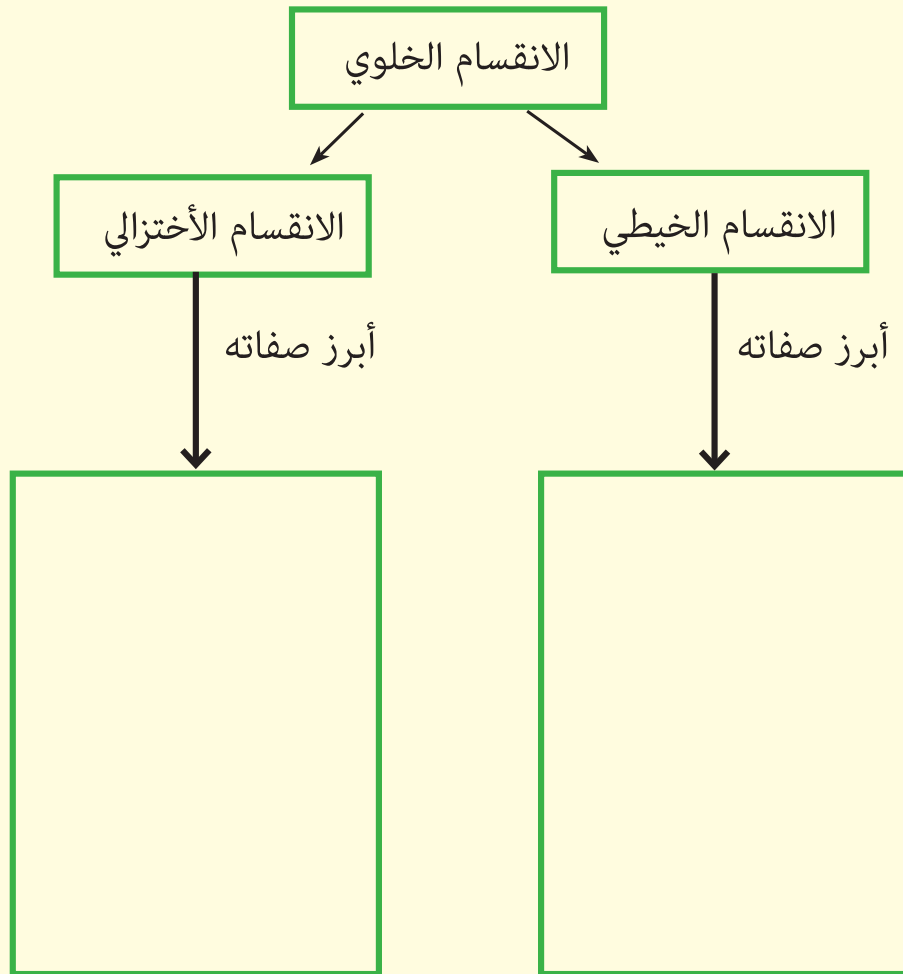 الانقسام الخلوي
الانقسام الخيطي
الانقسام الأختزالي
أبرز صفاته
أبرز صفاته